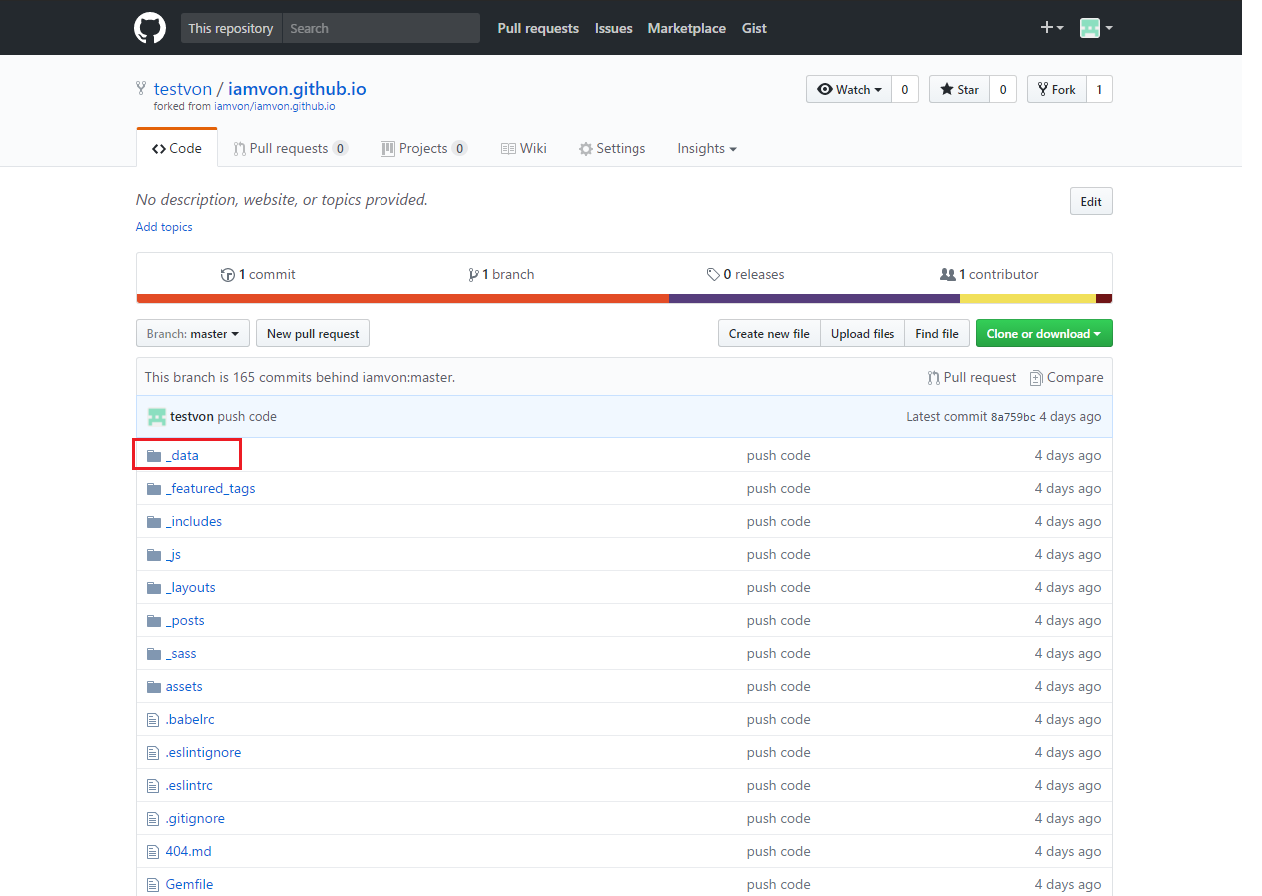 This repository Search Pull requests Issues Marketplace Gist
testvon / iamvon.github.io Watch 0 Star 0 Fork 1
forked from iamvon/iamvon.github.io
Code Pull requests 0 Projects 0 Wiki Settings Insights
No description, website, or topics provided. Edit
Add topics
1 commit 1 branch 0 releases 1 contributor
Branch: master New pull request Create new file Upload files Find file Clone or download
This branch is 165 commits behind iamvon:master. Pull request Compare
testvon push code Latest commit 8a759bc 4 days ago
_data push code 4 days ago
_featured_tags push code 4 days ago
_includes push code 4 days ago
_js push code 4 days ago
_layouts push code 4 days ago
_posts push code 4 days ago
_sass push code 4 days ago
assets push code 4 days ago
.babelrc push code 4 days ago
.eslintignore push code 4 days ago
.eslintrc push code 4 days ago
.gitignore push code 4 days ago
404.md push code 4 days ago
Gemfile push code 4 days ago